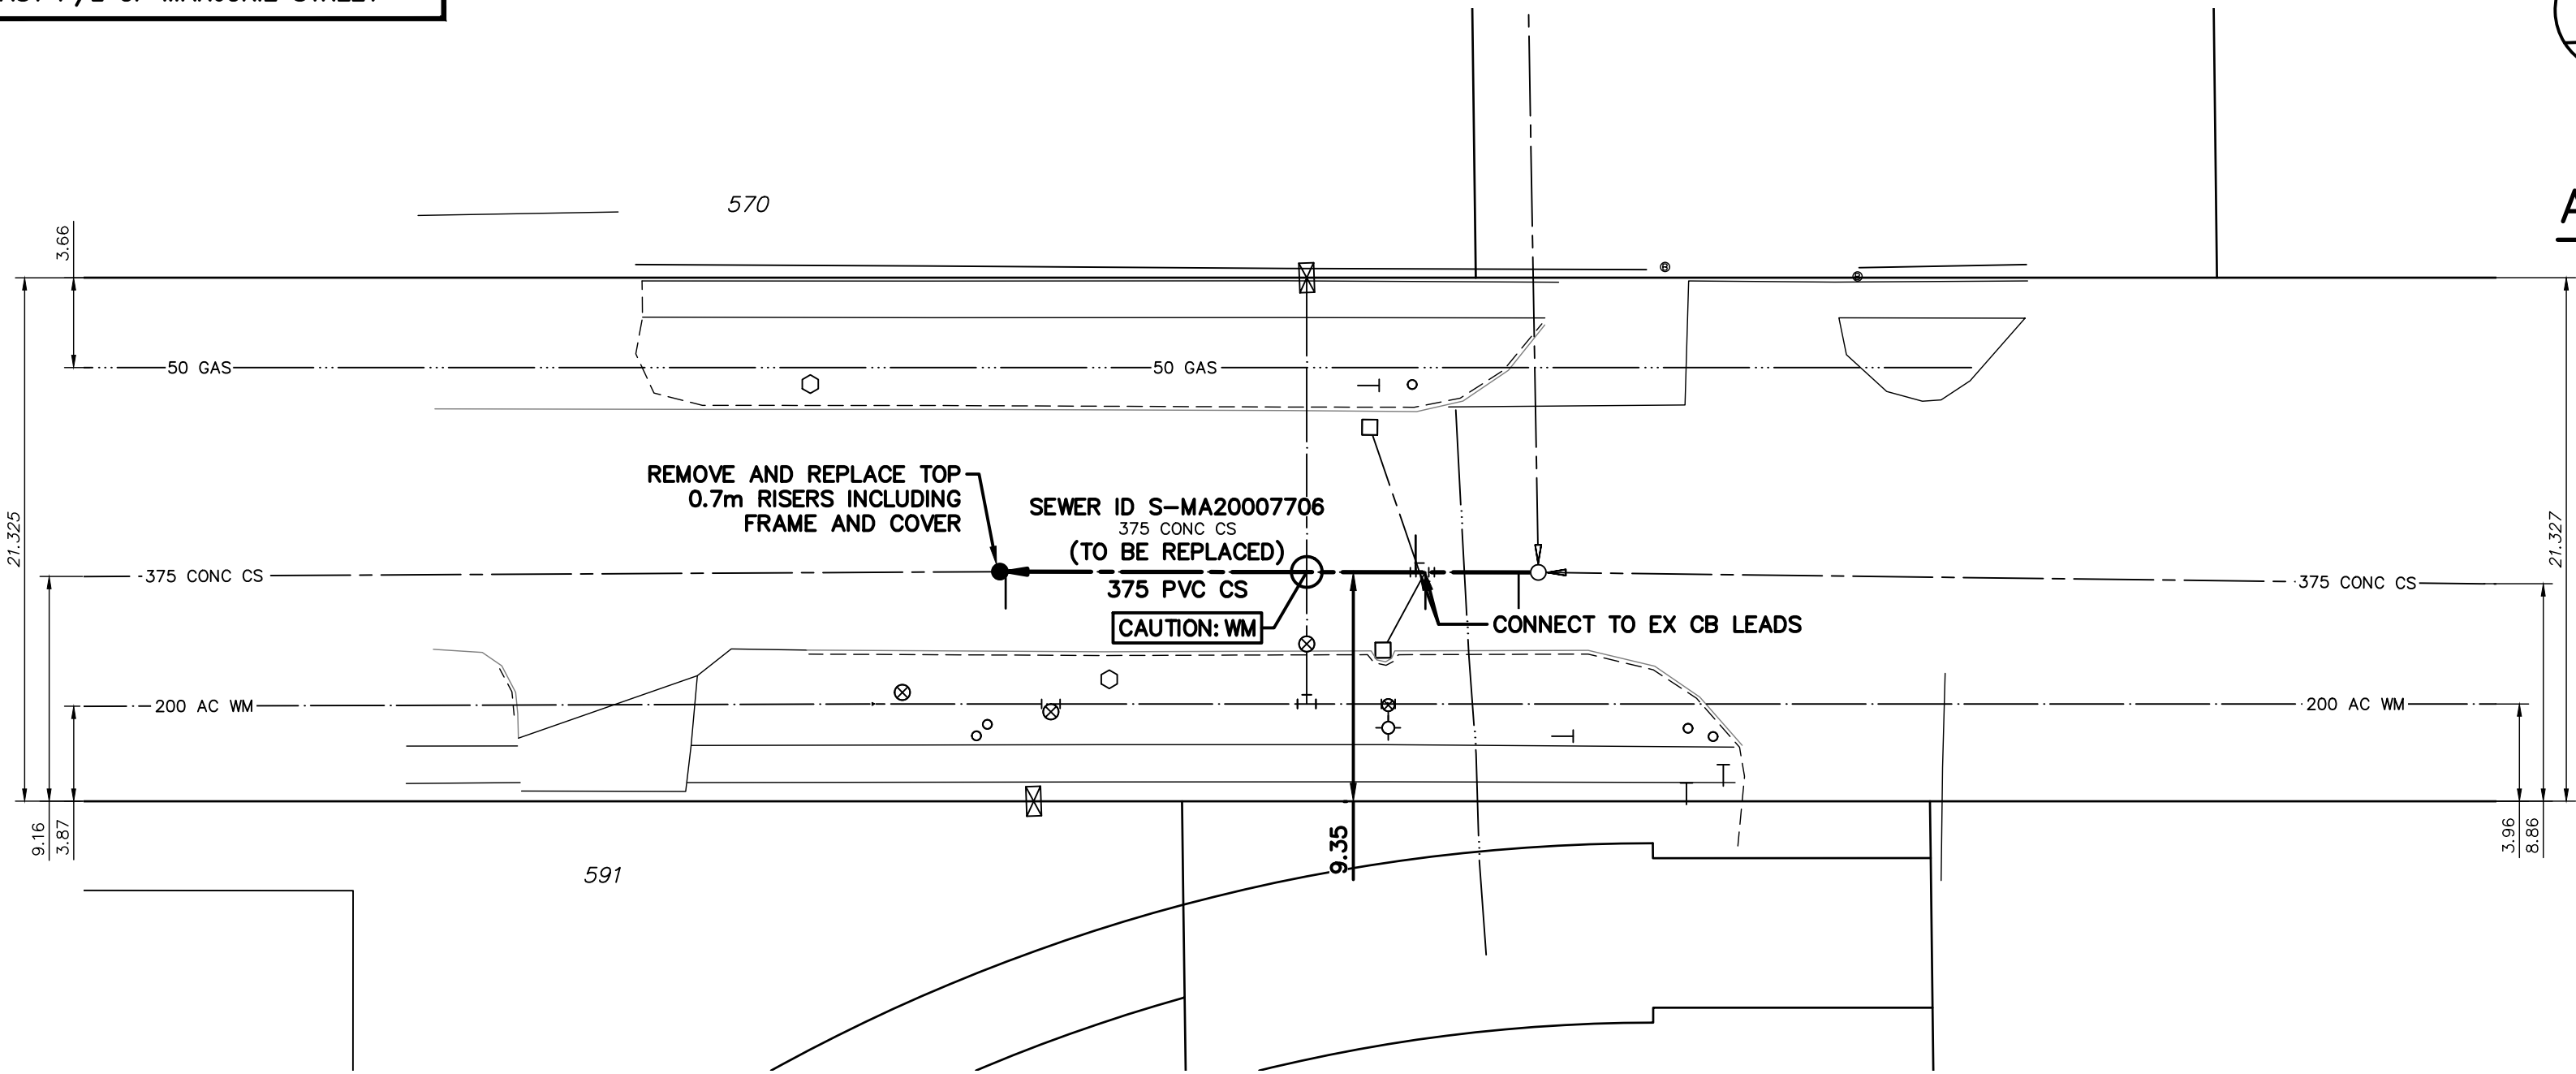 570
3.66
50 GAS
50 GAS
REMOVE AND REPLACE TOP
0.7m RISERS INCLUDING
FRAME AND COVER
SEWER ID S-MA20007706
375 CONC CS
(TO BE REPLACED)
375 PVC CS
21.325
21.327
375 CONC CS
375 CONC CS
CAUTION: WM
CONNECT TO EX CB LEADS
200 AC WM
200 AC WM
9.16
3.87
9.35
3.96
8.86
591